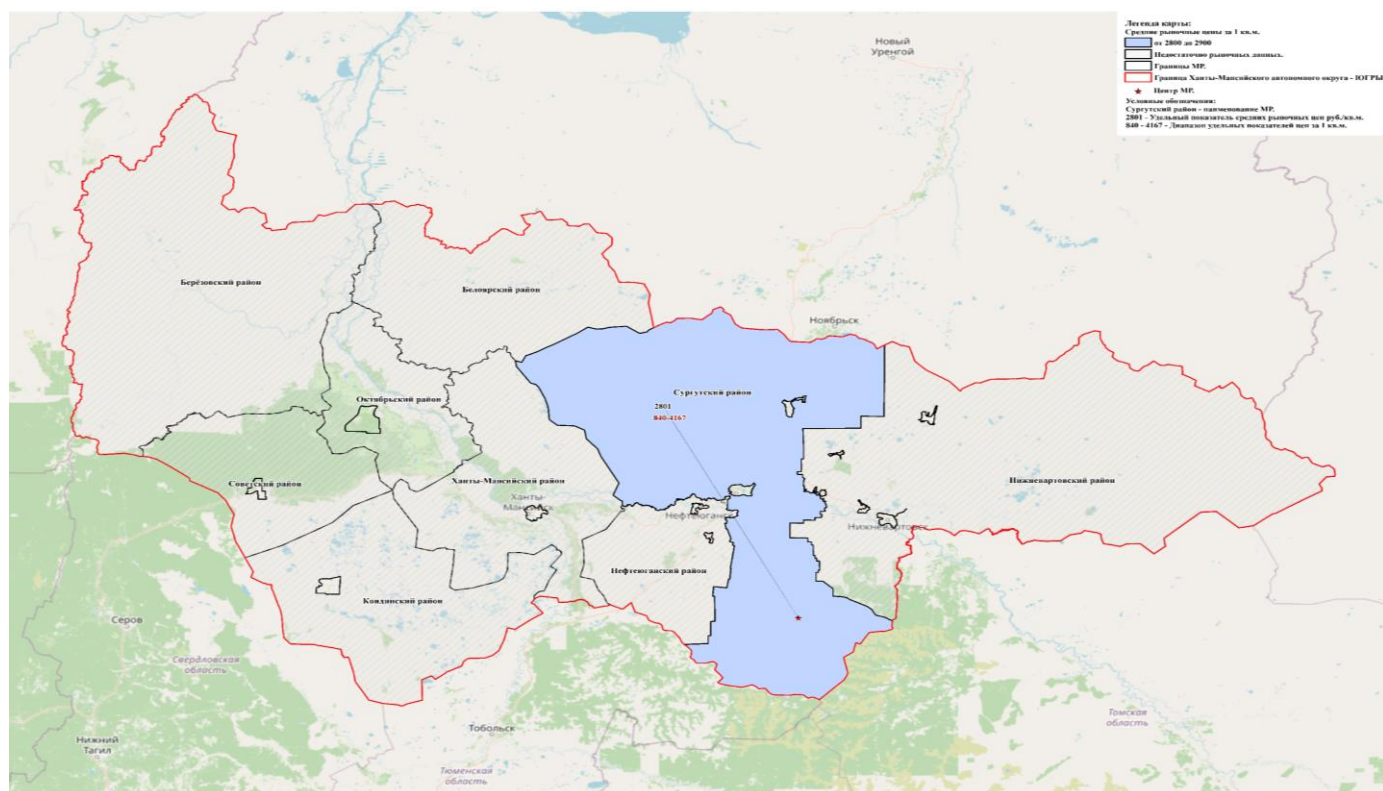 Легенда карты:
Средние рыночные цены за 1 кв.м.
от 2800 до 2900
Недостаточно рыночных данных.
Границы МР.
Граница Ханты-Мансийского автономного округа - ЮГРЫ
Центр МР.
Условные обозначения:
Сургутский район - наименование МР.
2801 - Удельный показатель средних рыночных цен руб./кв.м.
840 - 4167 - Диапазон удельных показателей цен за 1 кв.м.
Новый
Уренгой
Берёзовский район
Белоярский район
Ноябрьск
Сургутский район
2801
840-4167
Октябрьский район
Советский район
Ханты-Мансийский район
Ханты-
Мансийск
Нефтеюганск
Нижневартовск
Нижневартовский район
Нефтеюганский район
Кондинский район
Серов
Свердловская
область
Тобольск
Нижний
Тагил
Тюменская
область
Томская
область